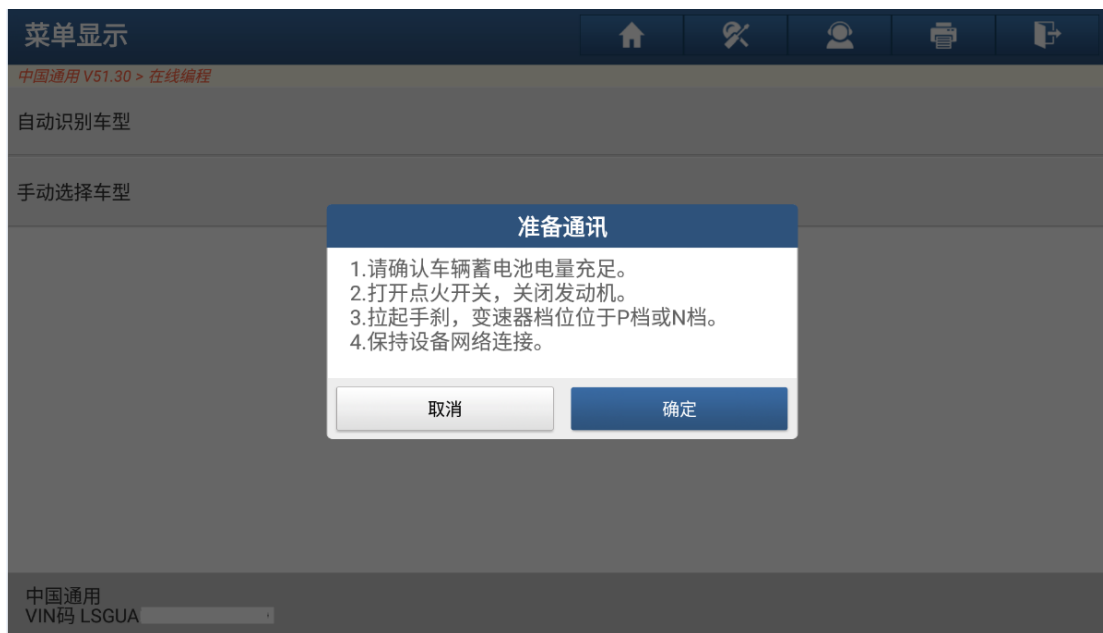 菜单显示
中国通用 V51.30 > 在线编程
自动识别车型
手动选择车型
准备通讯
1.请确认车辆蓄电池电量充足。
2.打开点火开关，关闭发动机。
3.拉起手刹，变速器档位位于P档或N档。
4.保持设备网络连接。
取消
确定
中国通用
VIN码 LSGUA